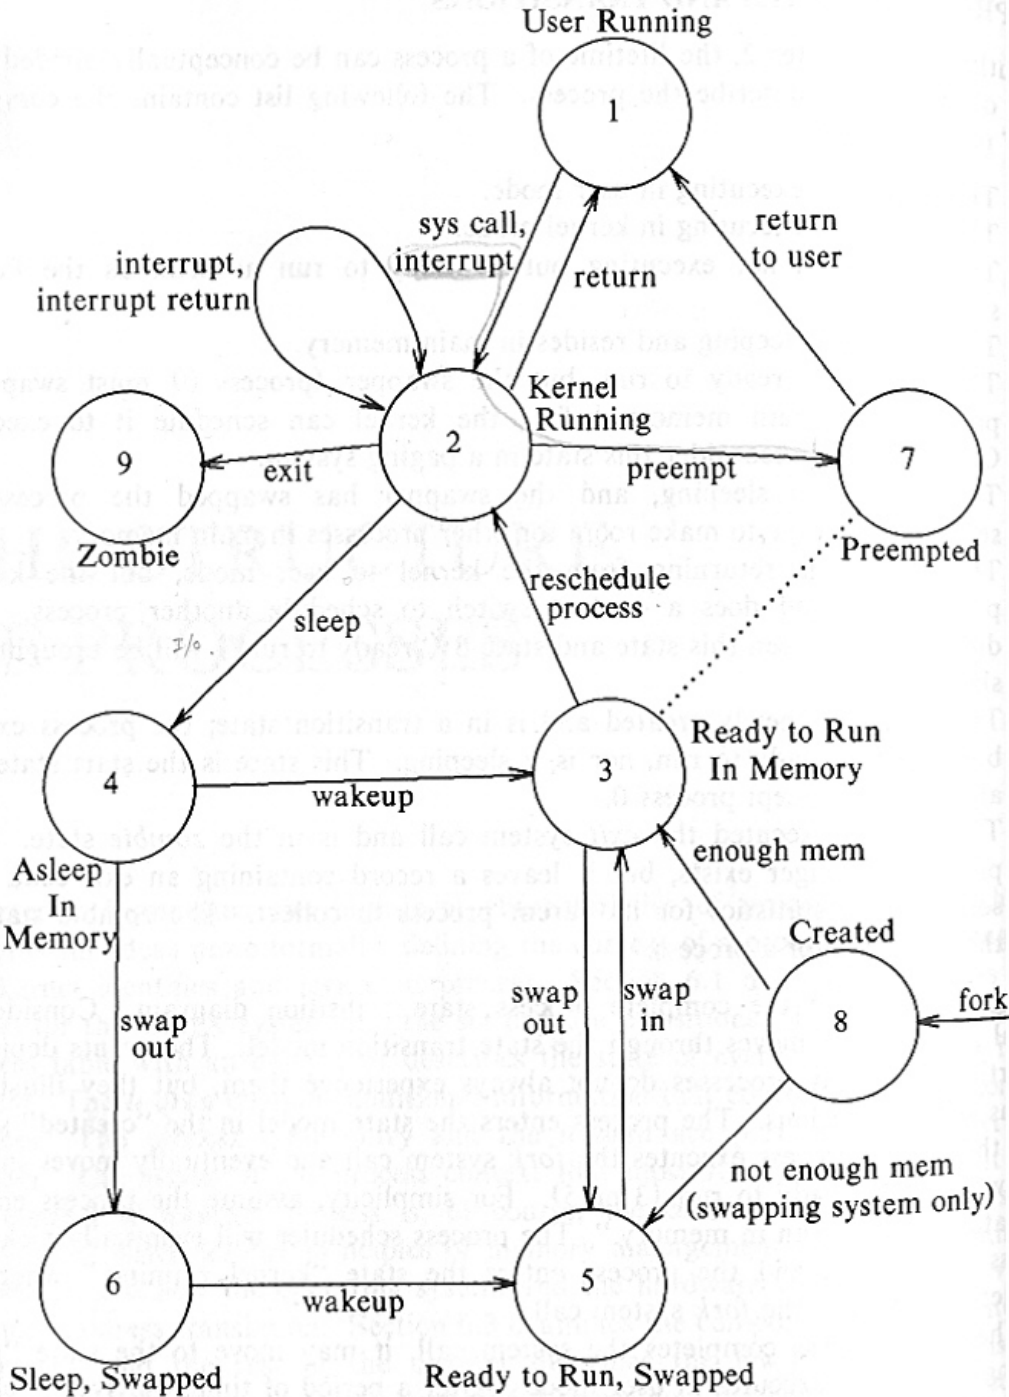 User Running
1
sys call,
interrupt
return
return
to user
interrupt,
interrupt return
Kernel
Running
2
9
exit
Zombie
preempt
7
Preempted
sleep
I/o
reschedule
process
4
Asleep
In
Memory
wakeup
3
Ready to Run
In Memory
enough mem
Created
8
fork
swap
out
swap
out
swap
in
not enough mem
(swapping system only)
6
Sleep, Swapped
wakeup
5
Ready to Run, Swapped